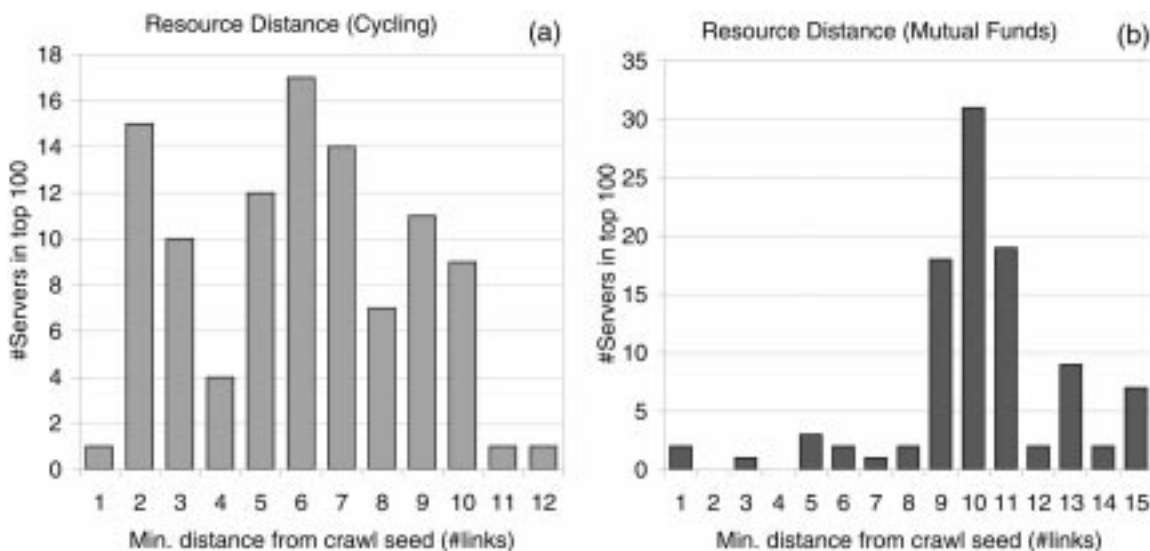 Resource Distance (Cycling)
(a)
#Servers in top 100
18
16
14
12
10
8
6
4
2
0
1 2 3 4 5 6 7 8 9 10 11 12
Min. distance from crawl seed (#links)
Resource Distance (Mutual Funds)
(b)
#Servers in top 100
35
30
25
20
15
10
5
0
1 2 3 4 5 6 7 8 9 10 11 12 13 14 15
Min. distance from crawl seed (#links)